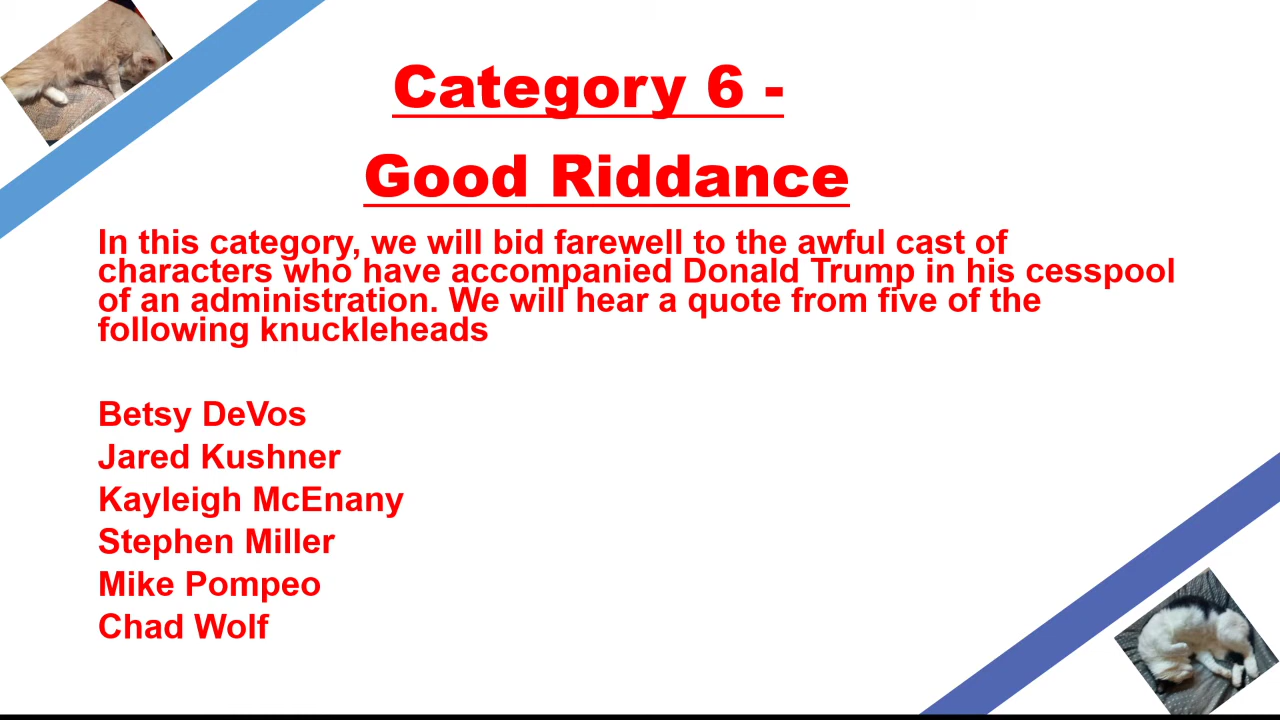 Category 6 -
Good Riddance
In this category, we will bid farewell to the awful cast of
characters who have accompanied Donald Trump in his cesspool
of an administration. We will hear a quote from five of the
following knuckleheads
Betsy DeVos
Jared Kushner
Kayleigh McEnany
Stephen Miller
Mike Pompeo
Chad Wolf